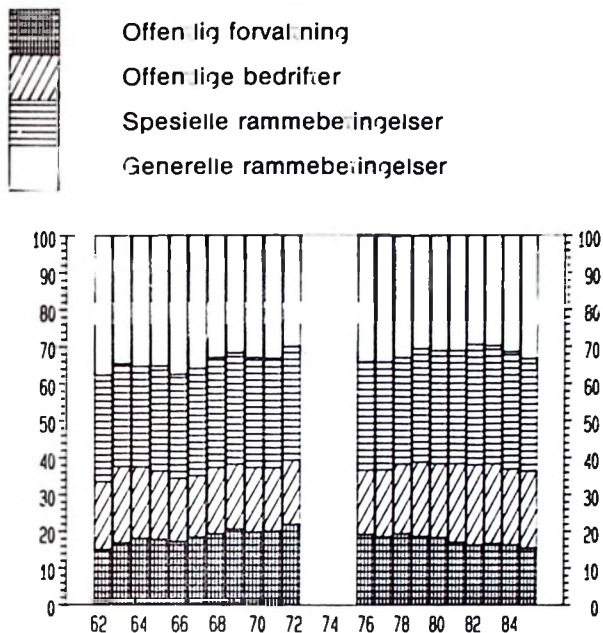 Offentlig forvaltning
Offentlige bedrifter
Spesielle rammebetingelser
Generelle rammebetingelser
100 100
90 90
80 80
70 70
60 60
50 50
40 40
30 30
20 20
10 10
0 0
62 64 66 68 70 72 74 76 78 80 82 84